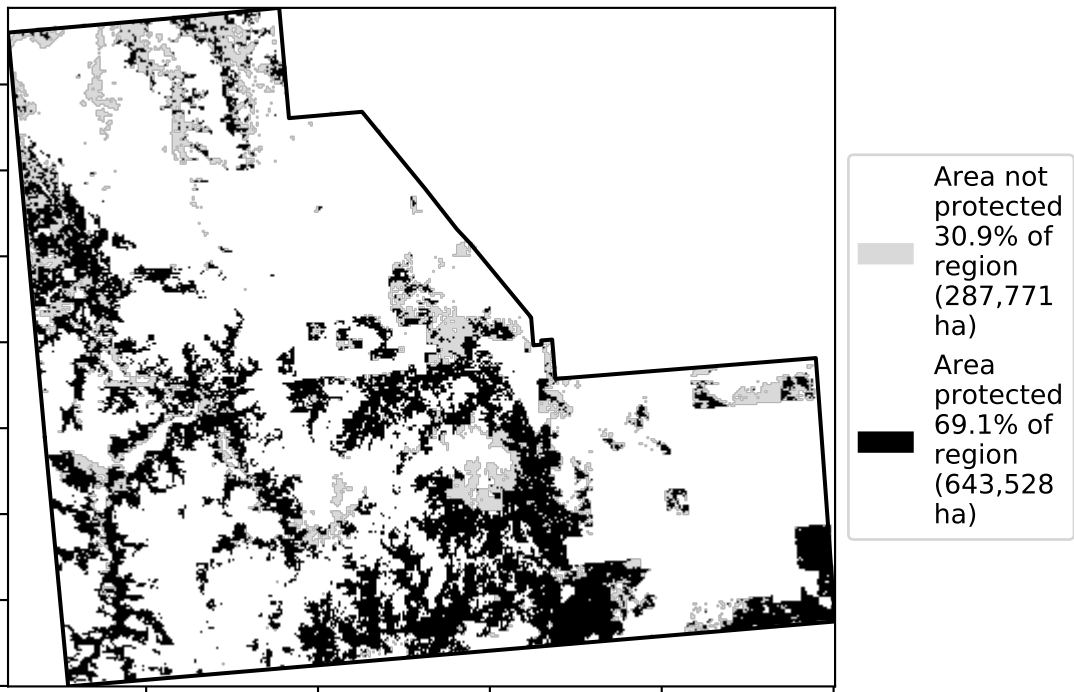 Area not
protected
30.9% of
region
(287,771
ha)
Area
protected
69.1% of
region
(643,528
ha)